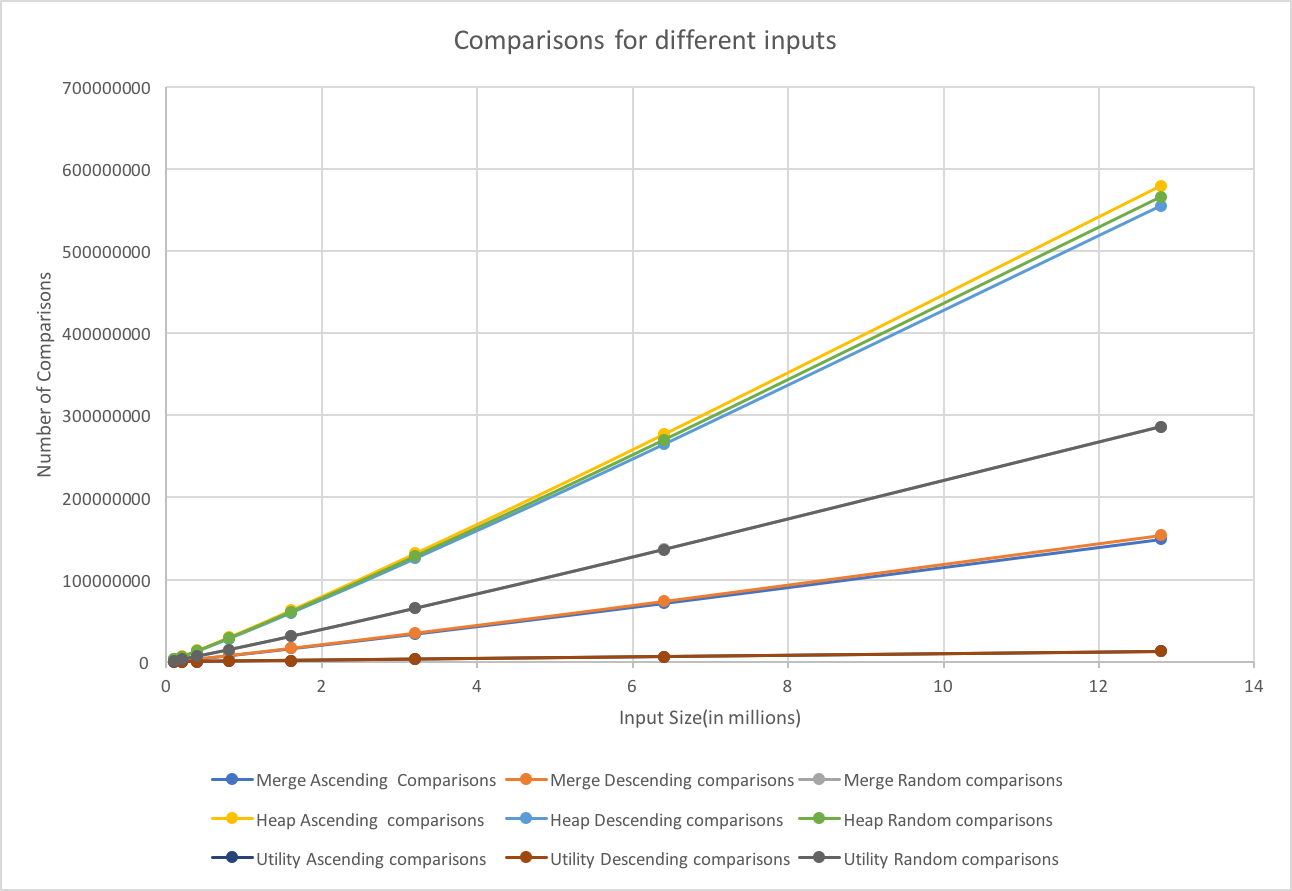 Comparisons for different inputs
700000000
600000000
500000000
400000000
300000000
200000000
100000000
0
Number of Comparisons
0 2 4 6 8 10 12 14
Input Size(in millions)
Merge Ascending Comparisons Merge Descending comparisons Merge Random comparisons
Heap Ascending comparisons Heap Descending comparisons Heap Random comparisons
Utility Ascending comparisons Utility Descending comparisons Utility Random comparisons